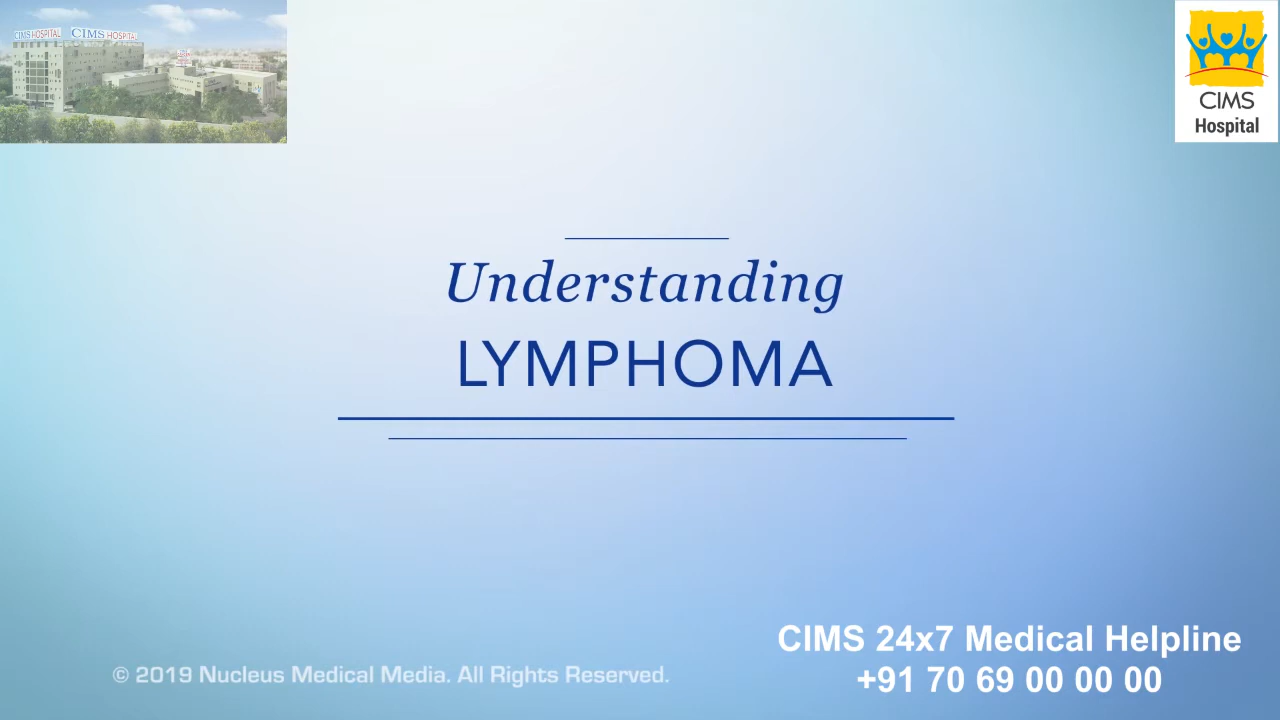 CIMS HOSPITAL CIMS HOSPITAL
CIMS
Hospital
Understanding
LYMPHOMA
CIMS 24x7 Medical Helpline
+91 70 69 00 00 00
© 2019 Nucleus Medical Media. All Rights Reserved.